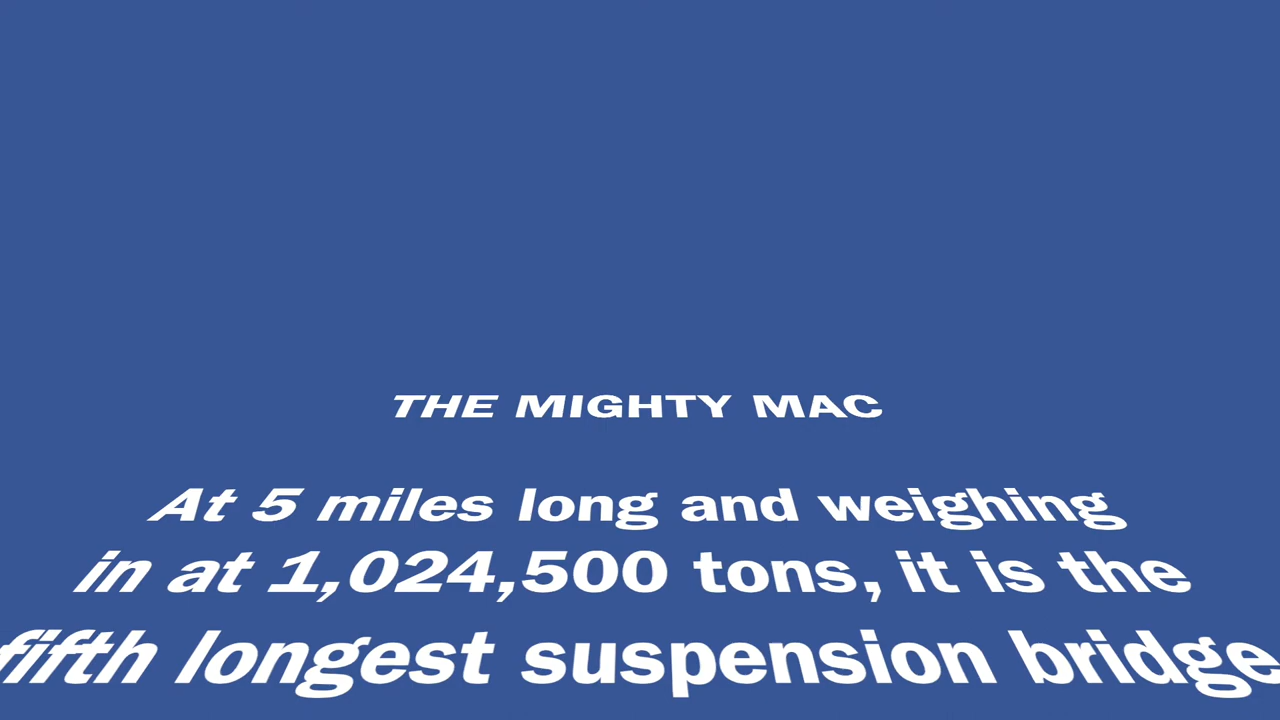 THE MIGHTY MAC
At 5 miles long and weighing
in at 1,024,500 tons, it is the
fifth longest suspension bridge